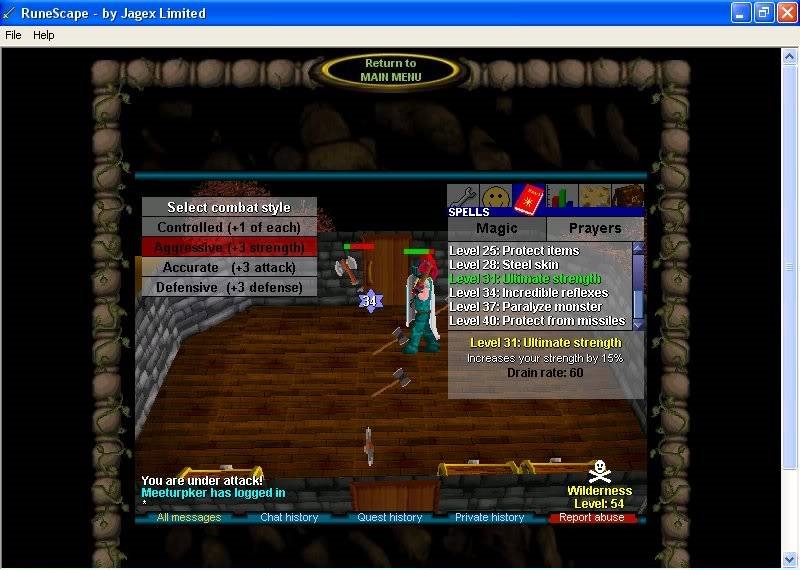 RuneScape - by Jagex Limited
File Help
Return to
MAIN MENU
Select combat style
Controlled (+1 of each)
Aggressive (+3 strength)
Accurate (+3 attack)
Defensive (+3 defense)
SPELLS
Magic Prayers
Level 25: Protect items
Level 28: Steel skin
Level 31: Ultimate strength
Level 34: Incredible reflexes
Level 37: Paralyze monster
Level 40: Protect from missiles
Level 31: Ultimate strength
Increases your strength by 15%
Drain rate: 60
34
You are under attack!
Meeturpker has logged in
*
Wilderness
Level: 54
All messages Chat history Quest history Private history Report abuse